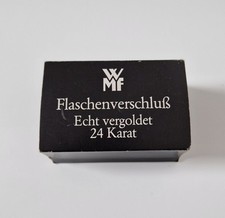 WMF
Flaschenverschluß
Echt vergoldet
24 Karat